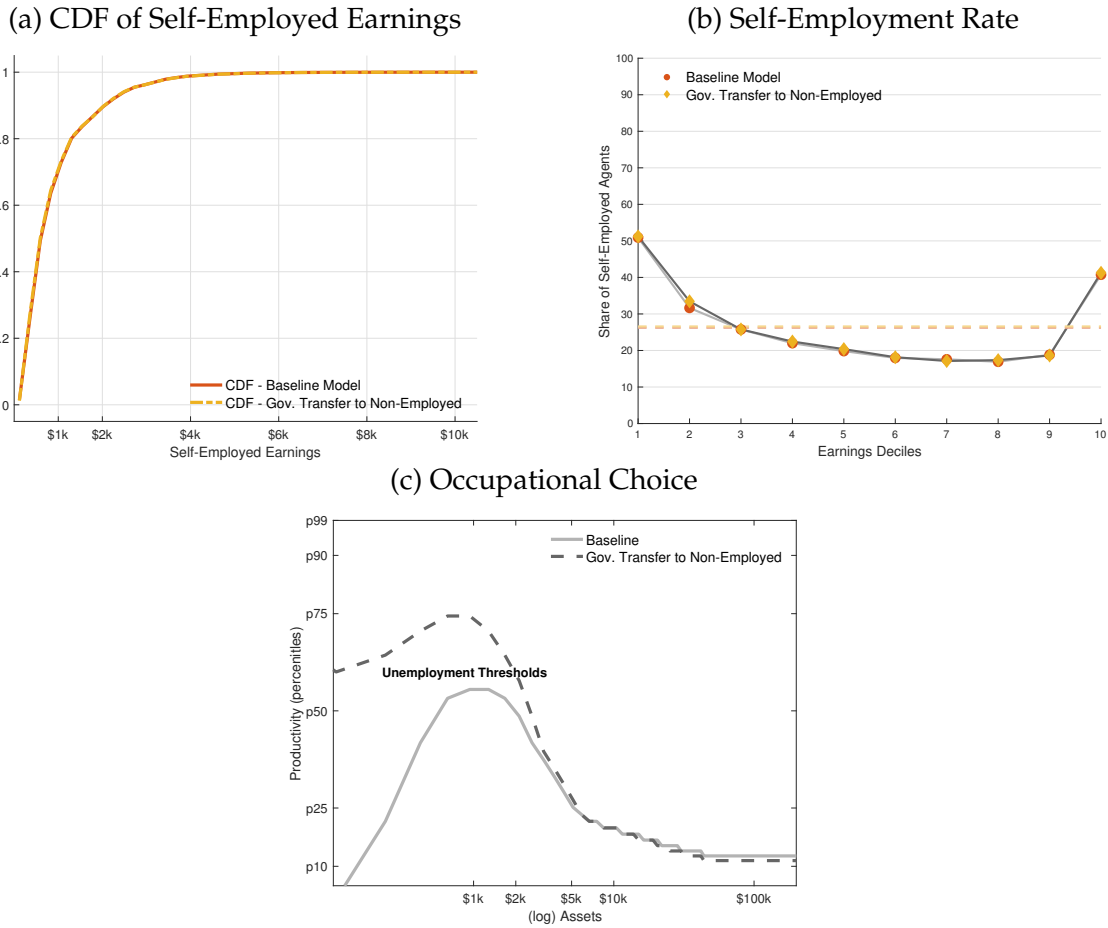 (a) CDF of Self-Employed Earnings
1
.8
.6
.4
.2
0
CDF - Baseline Model
CDF - Gov. Transfer to Non-Employed
$1k $2k $4k $6k $8k $10k
Self-Employed Earnings
(b) Self-Employment Rate
Share of Self-Employed Agents
100
90
80
70
60
50
40
30
20
10
0
Baseline Model
Gov. Transfer to Non-Employed
1 2 3 4 5 6 7 8 9 10
Earnings Deciles
(c) Occupational Choice
Productivity (percenities)
p99
p90
p75
p50
p25
p10
Baseline
Gov. Transfer to Non-Employed
Unemployment Thresholds
$1k $2k $5k $10k $100k
(log) Assets